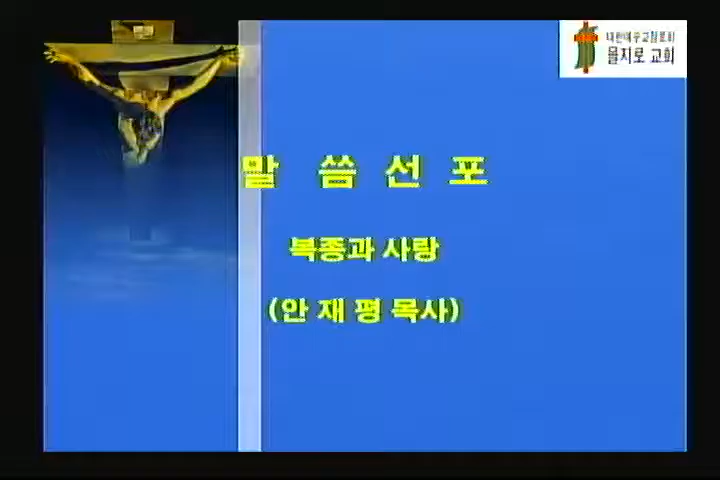 대한예수교장로회
을지로 교회
말 씀 선 포
복종과 사랑
(안 재 평 목사)